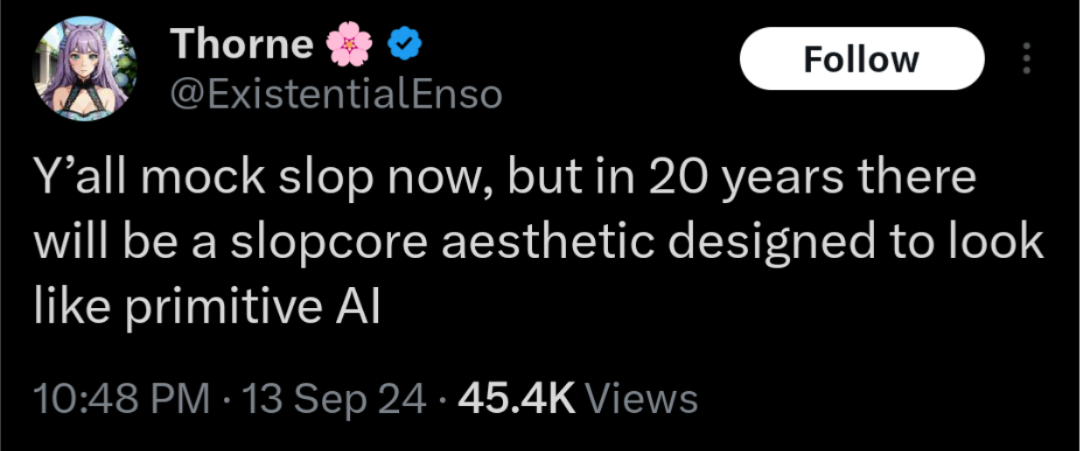 Thorne 🌸
@ExistentialEnso
Follow
Y’all mock slop now, but in 20 years there
will be a slopcore aesthetic designed to look
like primitive AI
10:48 PM · 13 Sep 24 · 45.4K Views